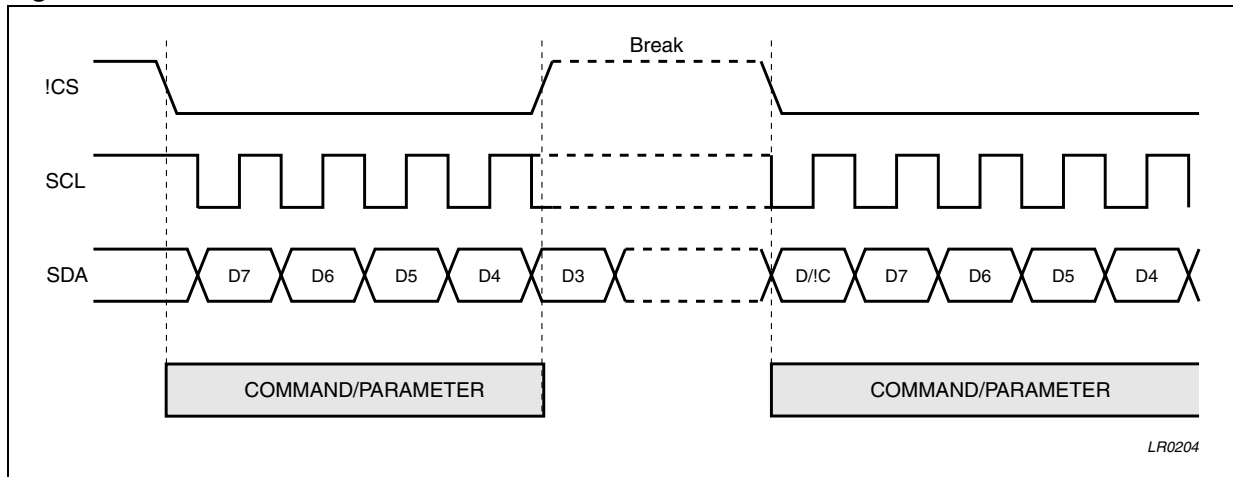 Break
!CS
SCL
SDA D7 D6 D5 D4 D3 D/!C D7 D6 D5 D4
COMMAND/PARAMETER COMMAND/PARAMETER
LR0204